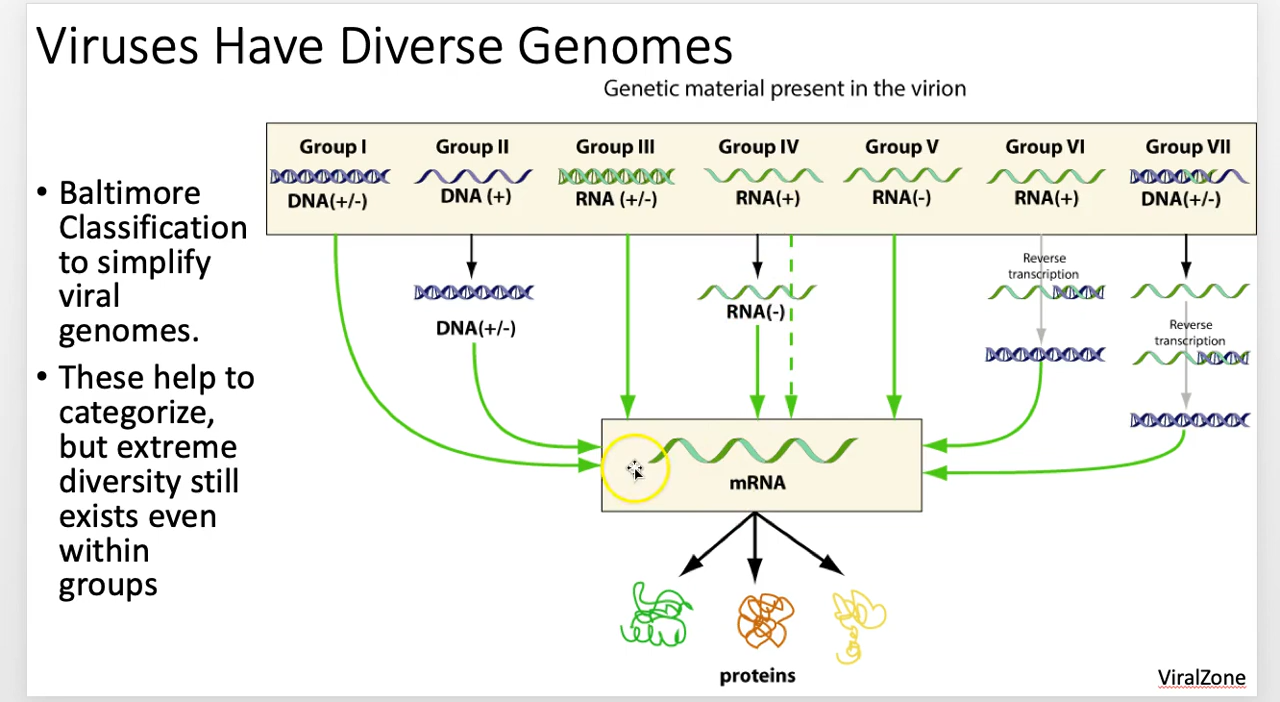 Viruses Have Diverse Genomes
Genetic material present in the virion
• Baltimore
Classification
to simplify
viral
genomes.
• These help to
categorize,
but extreme
diversity still
exists even
within
groups
Group I
DNA(+/-)
Group II
DNA (+)
Group III
RNA (+/-)
Group IV
RNA(+)
Group V
RNA(-)
Group VI
RNA(+)
Group VII
DNA(+/-)
DNA(+/-)
RNA(-)
Reverse
transcription
Reverse
transcription
mRNA
proteins
ViralZone